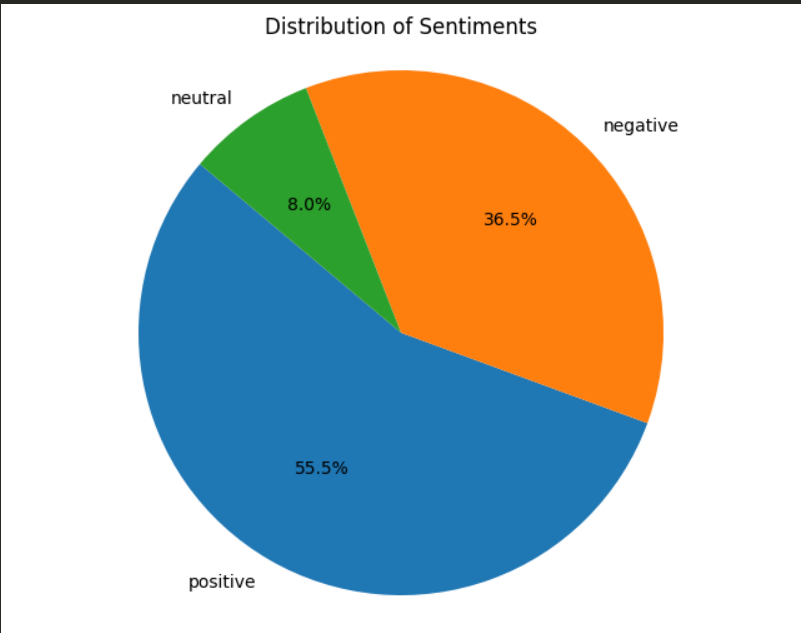 Distribution of Sentiments
neutral
negative
8.0%
36.5%
55.5%
positive